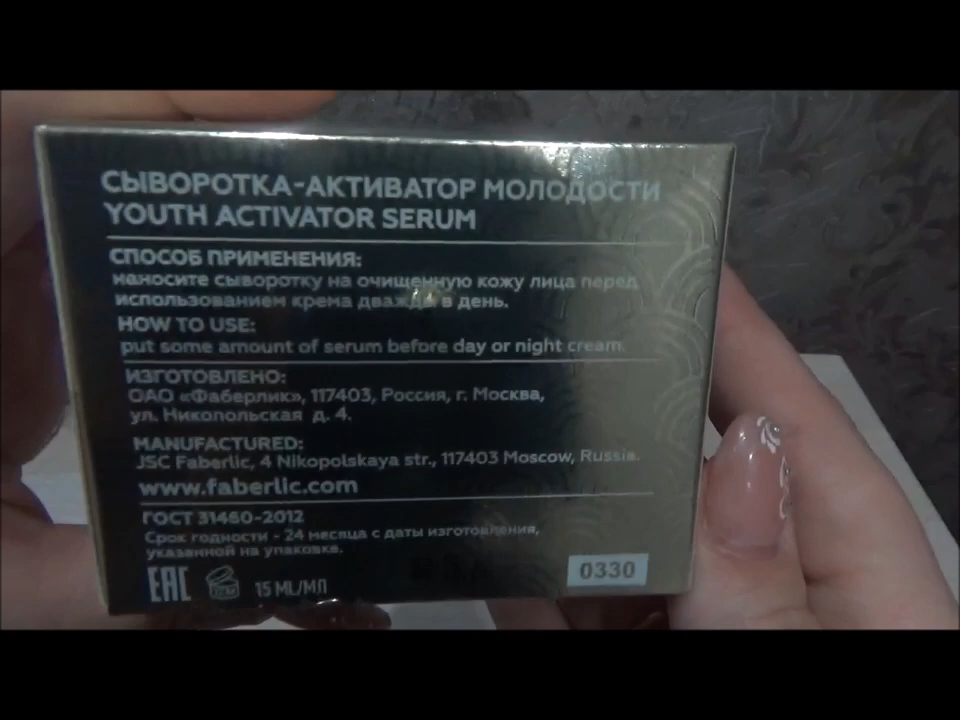 СЫВОРОТКА-АКТИВАТОР МОЛОДОСТИ
YOUTH ACTIVATOR SERUM
СПОСОБ ПРИМЕНЕНИЯ:
наносите сыворотку на очищенную кожу лица перед
использованием крема дважды в день.
HOW TO USE:
put some amount of serum before day or night cream.
ИЗГОТОВЛЕНО:
ОАО «Фаберлик», 117403, Россия, г. Москва,
ул. Никопольская д. 4.
MANUFACTURED:
JSC Faberlic, 4 Nikopolskaya str., 117403 Moscow, Russia.
www.faberlic.com
ГОСТ 31460-2012
Срок годности - 24 месяца с даты изготовления,
указанной на упаковке.
EAC 15 ML/МЛ
0330